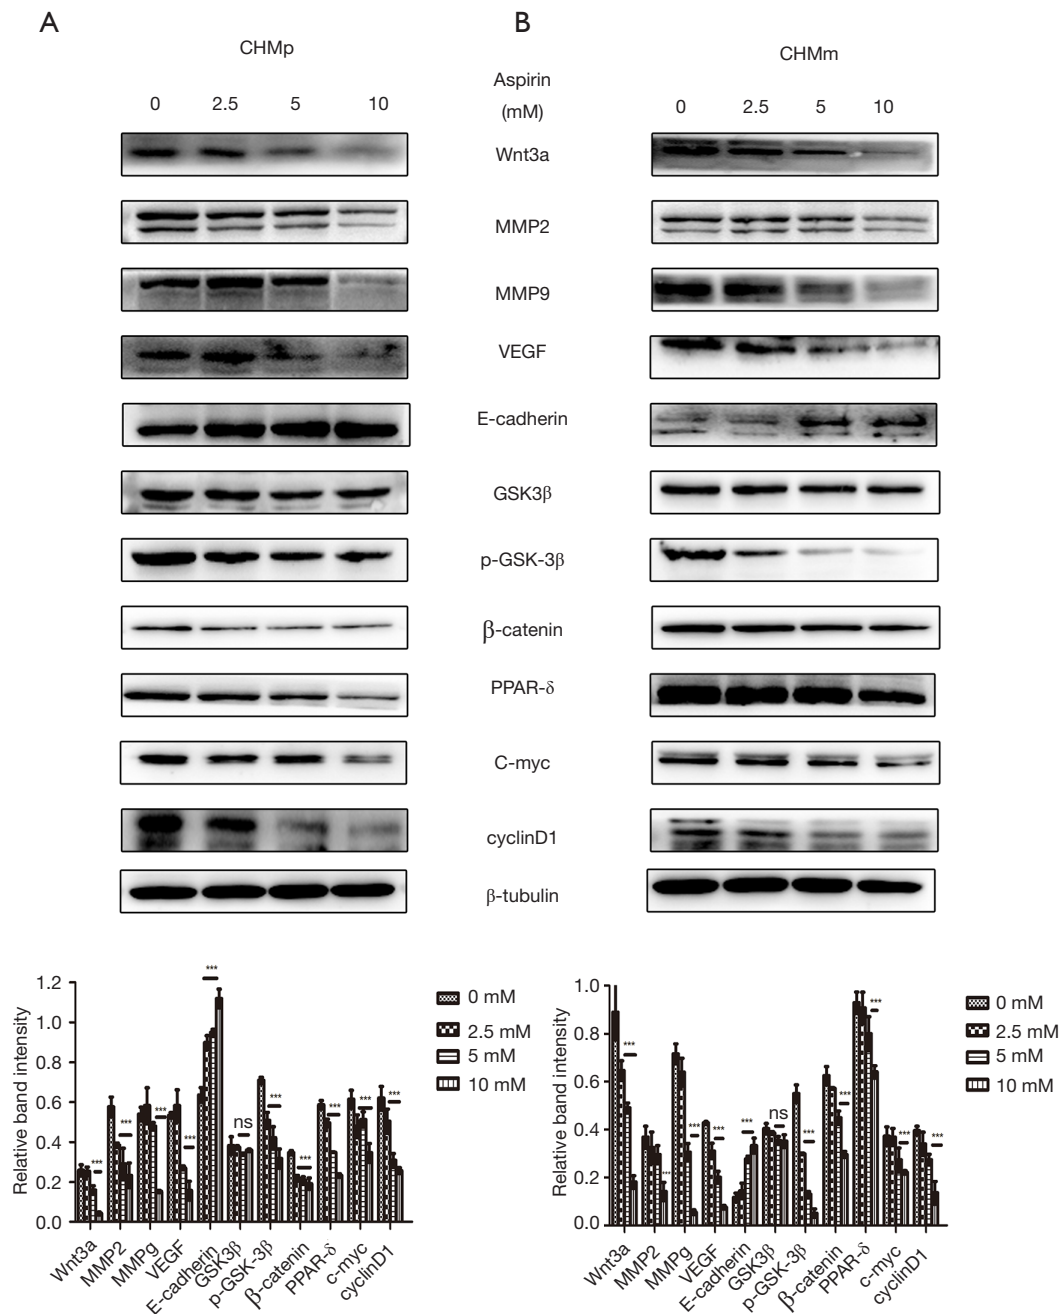 A
B
CHMp
CHMm
Aspirin
(mM)
0 2.5 5 10
0 2.5 5 10
Wnt3a
MMP2
MMP9
VEGF
E-cadherin
GSK3β
p-GSK-3β
β-catenin
PPAR-δ
C-myc
cyclinD1
β-tubulin
Relative band intensity
1.2
1.0
0.8
0.6
0.4
0.2
0.0
***
***
***
***
***
ns
***
***
***
***
***
0 mM
2.5 mM
5 mM
10 mM
Wnt3a
MMP2
MMPg
VEGF
E-cadherin
GSK3β
p-GSK-3β
β-catenin
PPAR-δ
c-myc
cyclinD1
Relative band intensity
1.0
0.8
0.6
0.4
0.2
0.0
***
***
***
***
***
ns
***
***
***
***
***
0 mM
2.5 mM
5 mM
10 mM
Wnt3a
MMP2
MMPg
VEGF
E-cadherin
GSK3β
p-GSK-3β
β-catenin
PPAR-δ
c-myc
cyclinD1